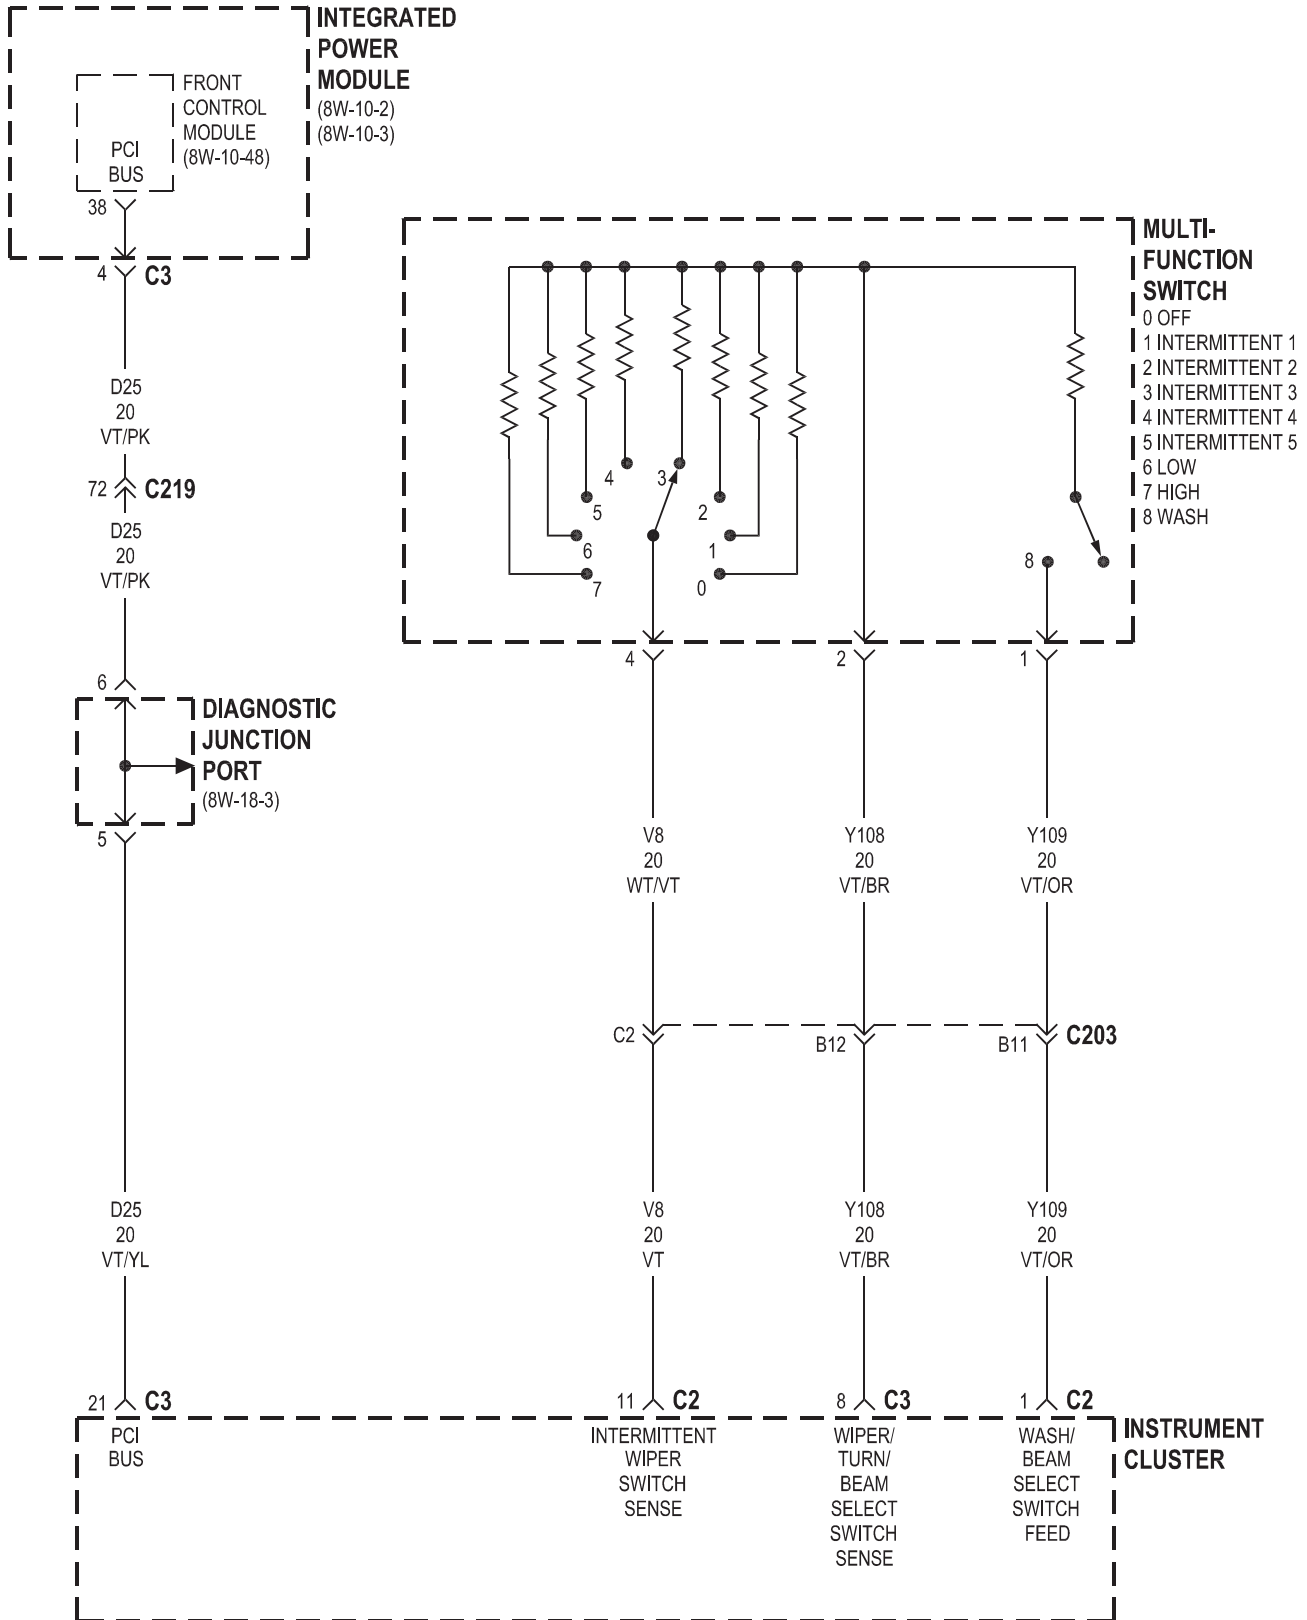 INTEGRATED
POWER
MODULE
(8W-10-2)
(8W-10-3)
FRONT
CONTROL
MODULE
(8W-10-48)
PCI
BUS
38
4 C3
D25
20
VT/PK
72 C219
D25
20
VT/PK
6
DIAGNOSTIC
JUNCTION
PORT
(8W-18-3)
5
D25
20
VT/YL
21 C3
MULTI-
FUNCTION
SWITCH
0 OFF
1 INTERMITTENT 1
2 INTERMITTENT 2
3 INTERMITTENT 3
4 INTERMITTENT 4
5 INTERMITTENT 5
6 LOW
7 HIGH
8 WASH
4 3
5 2
6 1
7 0
8
4 2 1
V8
20
WT/VT
Y108
20
VT/BR
Y109
20
VT/OR
C2 B12 B11 C203
V8
20
VT
Y108
20
VT/BR
Y109
20
VT/OR
11 C2
8 C3
1 C2
INSTRUMENT
CLUSTER
PCI
BUS
INTERMITTENT
WIPER
SWITCH
SENSE
WIPER/
TURN/
BEAM
SELECT
SWITCH
SENSE
WASH/
BEAM
SELECT
SWITCH
FEED